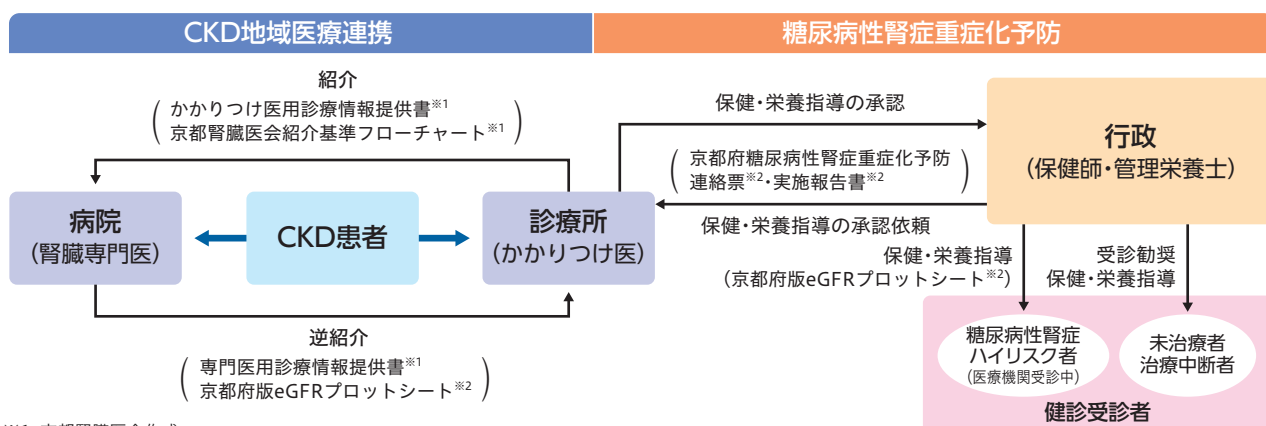 CKD地域医療連携
糖尿病性腎症重症化予防
紹介
かかりつけ医用診療情報提供書※1
京都腎臓医会紹介基準フローチャート※1
病院
(腎臓専門医)
CKD患者
診療所
(かかりつけ医)
逆紹介
専門医用診療情報提供書※1
京都府版eGFRプロットシート※2
保健・栄養指導の承認
京都府糖尿病性腎症重症化予防
連絡票※2・実施報告書※2
保健・栄養指導の承認依頼
行政
(保健師・管理栄養士)
保健・栄養指導
(京都府版eGFRプロットシート※2)
受診勧奨
保健・栄養指導
糖尿病性腎症
ハイリスク者
(医療機関受診中)
未治療者
治療中断者
健診受診者